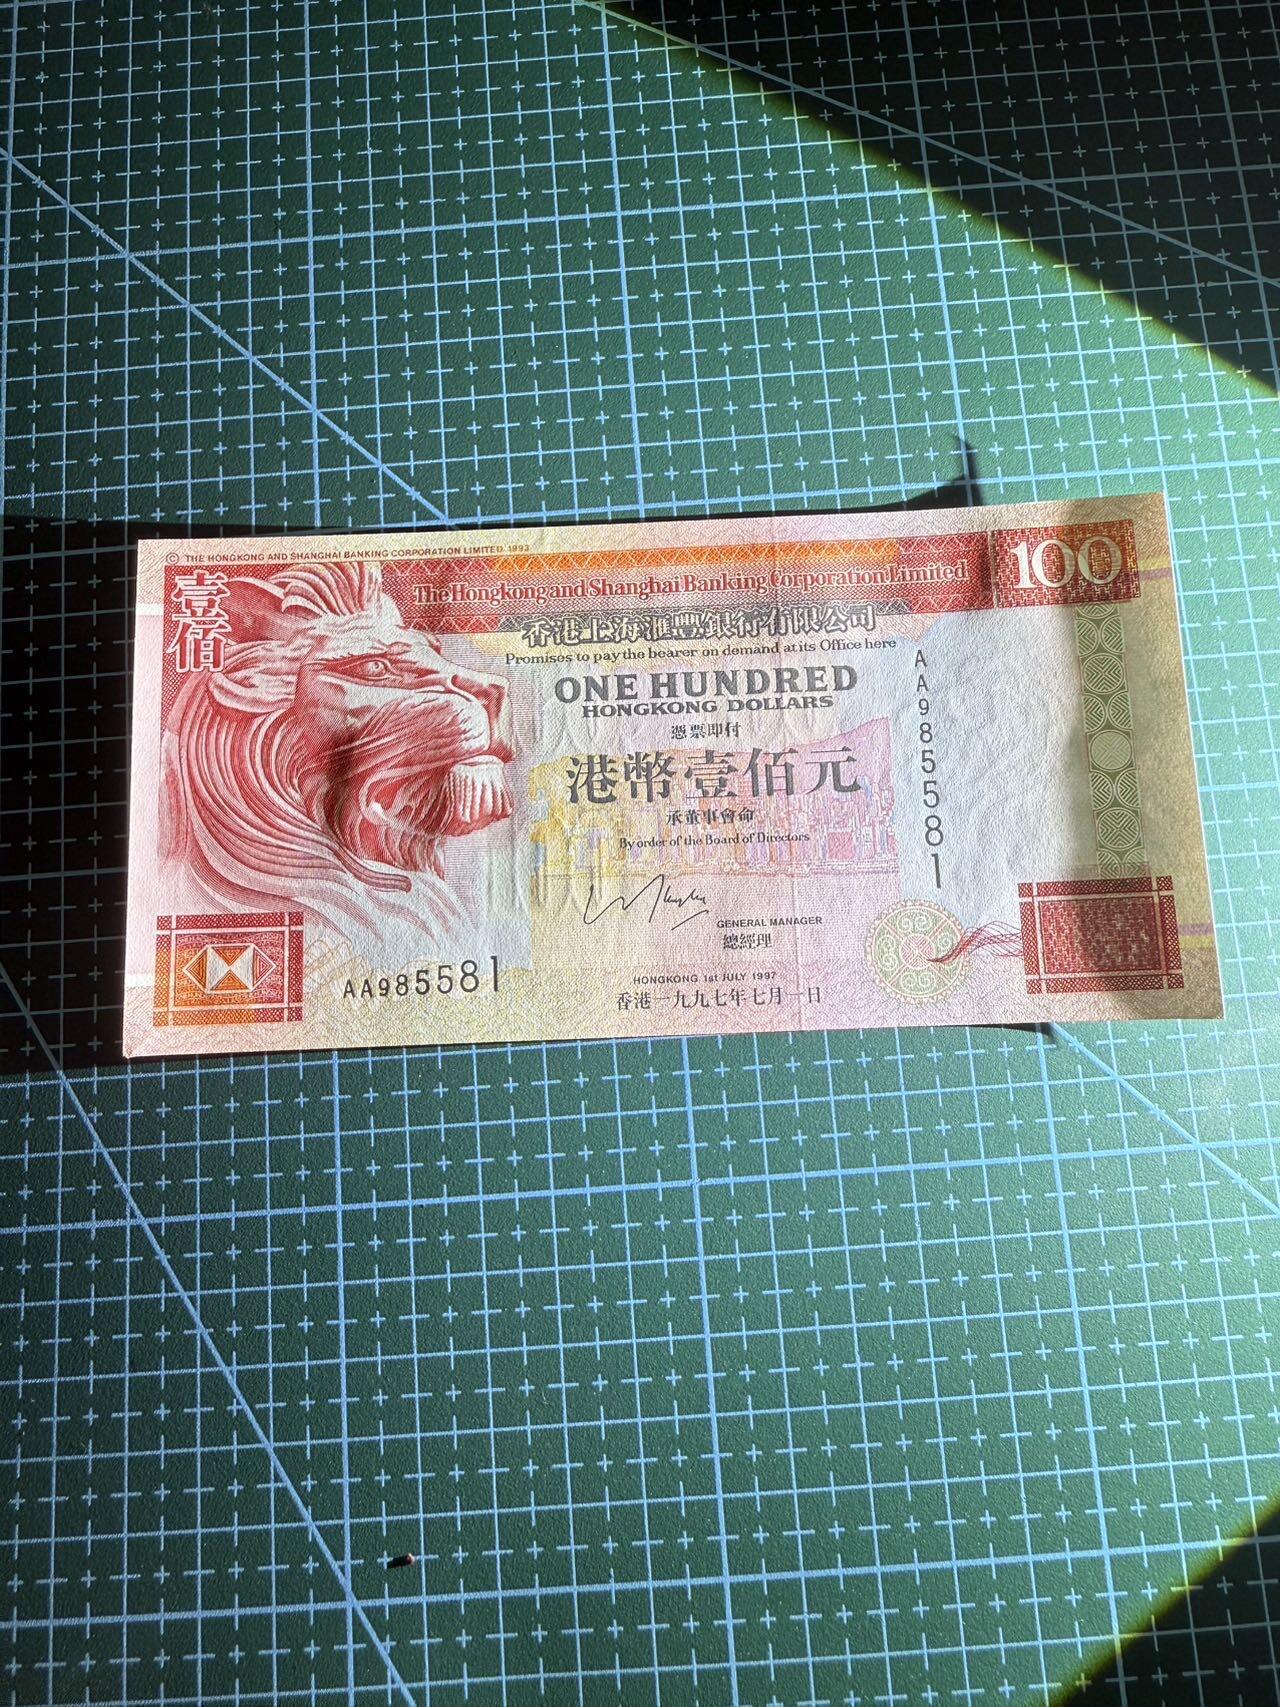 © THE HONGKONG AND SHANGHAI BANKING CORPORATION LIMITED 1993
壹佰
The Hongkong and Shanghai Banking Corporation Limited
100
香港上海滙豐銀行有限公司
Promises to pay the bearer on demand at its Office here
ONE HUNDRED
HONGKONG DOLLARS
憑票即付
港幣壹佰元
承董事會命
By order of the Board of Directors
AA985581
GENERAL MANAGER
總經理
AA985581
HONGKONG 1st JULY 1997
香港一九九七年七月一日